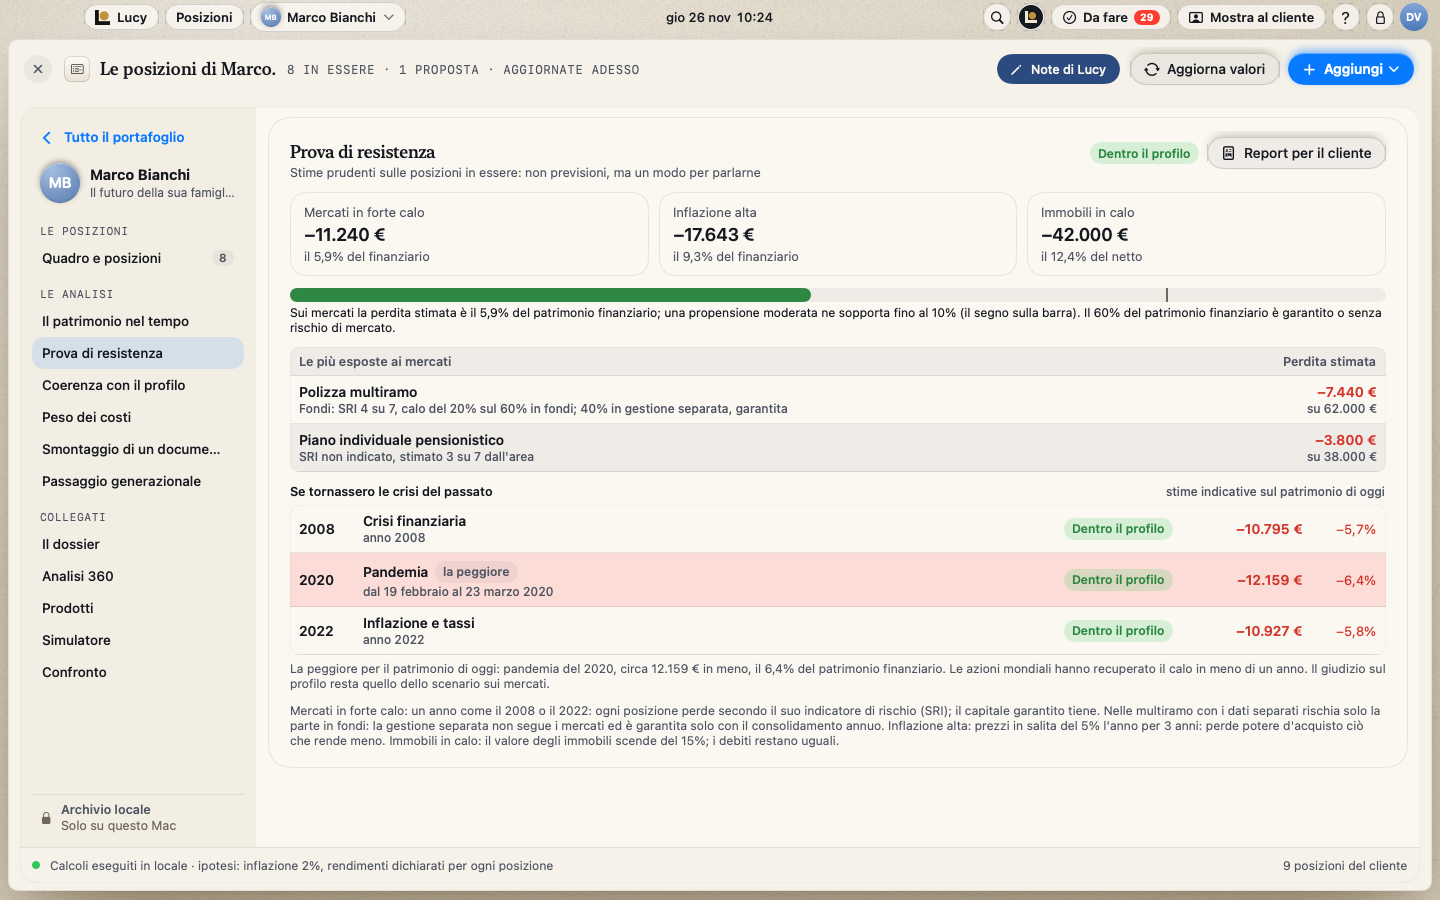 Lucy
Posizioni
MB Marco Bianchi
gio 26 nov 10:24
Da fare 29
Mostra al cliente
?
DV
Le posizioni di Marco. 8 IN ESSERE · 1 PROPOSTA · AGGIORNATE ADESSO
Note di Lucy
Aggiorna valori
Aggiungi
Tutto il portafoglio
MB
Marco Bianchi
Il futuro della sua famigl...
LE POSIZIONI
Quadro e posizioni 8
LE ANALISI
Il patrimonio nel tempo
Prova di resistenza
Coerenza con il profilo
Peso dei costi
Smontaggio di un docume...
Passaggio generazionale
COLLEGATI
Il dossier
Analisi 360
Prodotti
Simulatore
Confronto
Archivio locale
Solo su questo Mac
Prova di resistenza
Stime prudenti sulle posizioni in essere: non previsioni, ma un modo per parlarne
Dentro il profilo
Report per il cliente
Mercati in forte calo
−11.240 €
il 5,9% del finanziario
Inflazione alta
−17.643 €
il 9,3% del finanziario
Immobili in calo
−42.000 €
il 12,4% del netto
Sui mercati la perdita stimata è il 5,9% del patrimonio finanziario; una propensione moderata ne sopporta fino al 10% (il segno sulla barra). Il 60% del patrimonio finanziario è garantito o senza
rischio di mercato.
Le più esposte ai mercati Perdita stimata
Polizza multiramo −7.440 €
Fondi: SRI 4 su 7, calo del 20% sul 60% in fondi; 40% in gestione separata, garantita su 62.000 €
Piano individuale pensionistico −3.800 €
SRI non indicato, stimato 3 su 7 dall'area su 38.000 €
Se tornassero le crisi del passato stime indicative sul patrimonio di oggi
2008 Crisi finanziaria Dentro il profilo −10.795 € −5,7%
anno 2008
2020 Pandemia la peggiore Dentro il profilo −12.159 € −6,4%
dal 19 febbraio al 23 marzo 2020
2022 Inflazione e tassi Dentro il profilo −10.927 € −5,8%
anno 2022
La peggiore per il patrimonio di oggi: pandemia del 2020, circa 12.159 € in meno, il 6,4% del patrimonio finanziario. Le azioni mondiali hanno recuperato il calo in meno di un anno. Il giudizio sul
profilo resta quello dello scenario sui mercati.
Mercati in forte calo: un anno come il 2008 o il 2022: ogni posizione perde secondo il suo indicatore di rischio (SRI); il capitale garantito tiene. Nelle multiramo con i dati separati rischia solo la
parte in fondi: la gestione separata non segue i mercati ed è garantita solo con il consolidamento annuo. Inflazione alta: prezzi in salita del 5% l'anno per 3 anni: perde potere d'acquisto ciò
che rende meno. Immobili in calo: il valore degli immobili scende del 15%; i debiti restano uguali.
Calcoli eseguiti in locale · ipotesi: inflazione 2%, rendimenti dichiarati per ogni posizione
9 posizioni del cliente